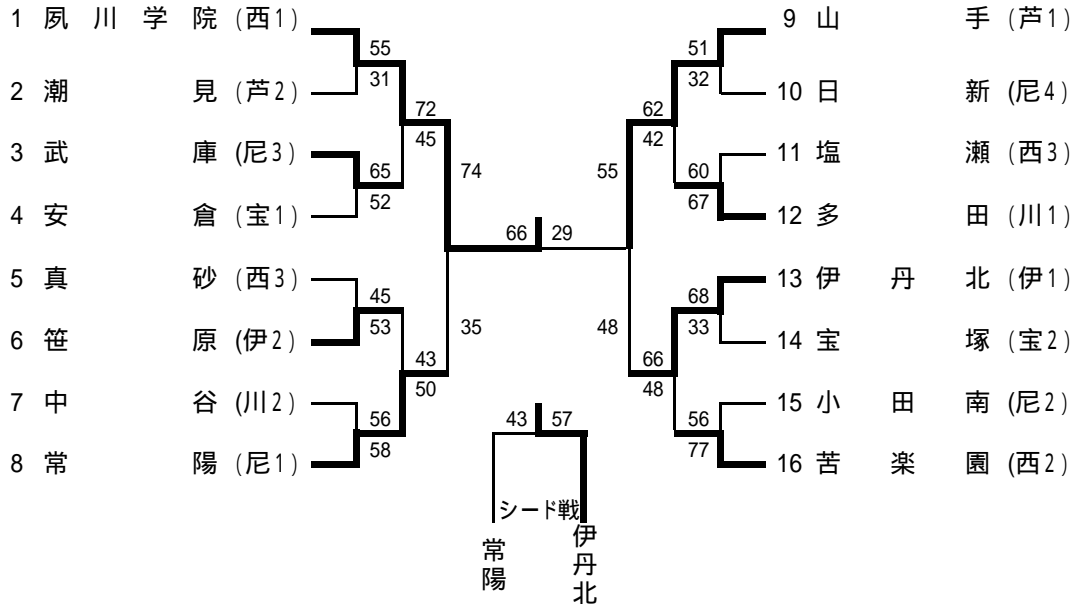 1 夙川学院 (西1)
2 潮見 (芦2)
3 武庫 (尼3)
4 安倉 (宝1)
5 真砂 (西3)
6 笹原 (伊2)
7 中谷 (川2)
8 常陽 (尼1)
55
31
65
52
45
53
56
58
72
45
43
50
74
35
66 29
43 57
シード戦
常陽
伊丹北
55
48
62
42
66
48
51
32
60
67
68
33
56
77
9 山手 (芦1)
10 日新 (尼4)
11 塩瀬 (西3)
12 多田 (川1)
13 伊丹北 (伊1)
14 宝塚 (宝2)
15 小田南 (尼2)
16 苦楽園 (西2)